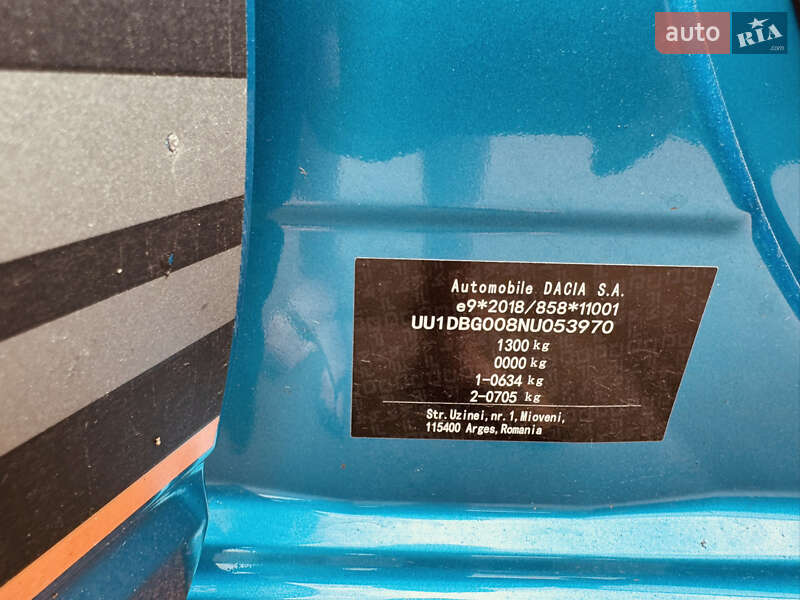 auto RIA .com
Automobile DACIA S.A.
e9*2018/858*11001
UU1DBG008NU053970
1300 kg
0000 kg
1-0634 kg
2-0705 kg
Str. Uzinei, nr. 1, Mioveni,
115400 Arges, Romania